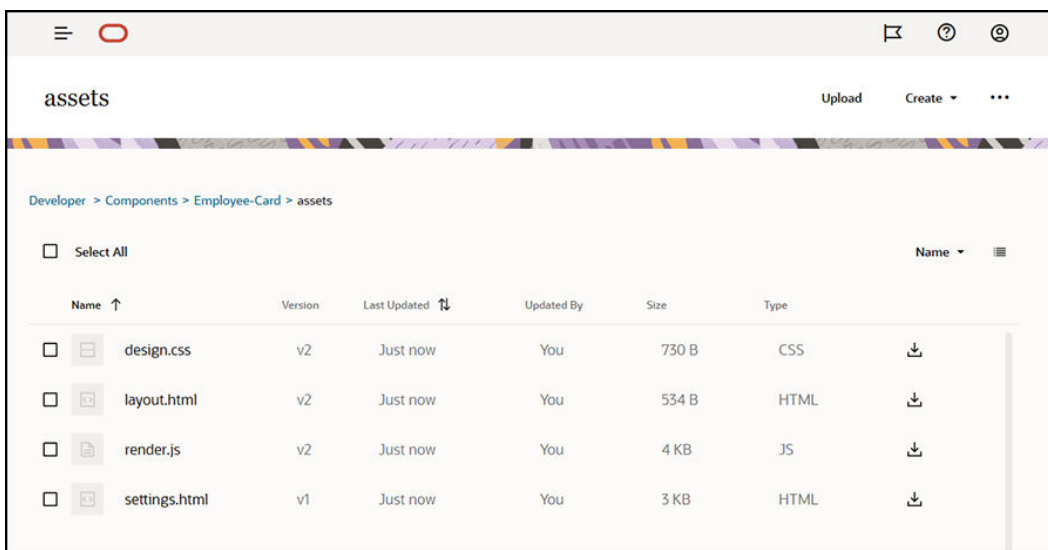 assets
Upload Create
Developer > Components > Employee-Card > assets
Select All Name
Name Version Last Updated Updated By Size Type
design.css v2 Just now You 730 B CSS
layout.html v2 Just now You 534 B HTML
render.js v2 Just now You 4 KB JS
settings.html v1 Just now You 3 KB HTML